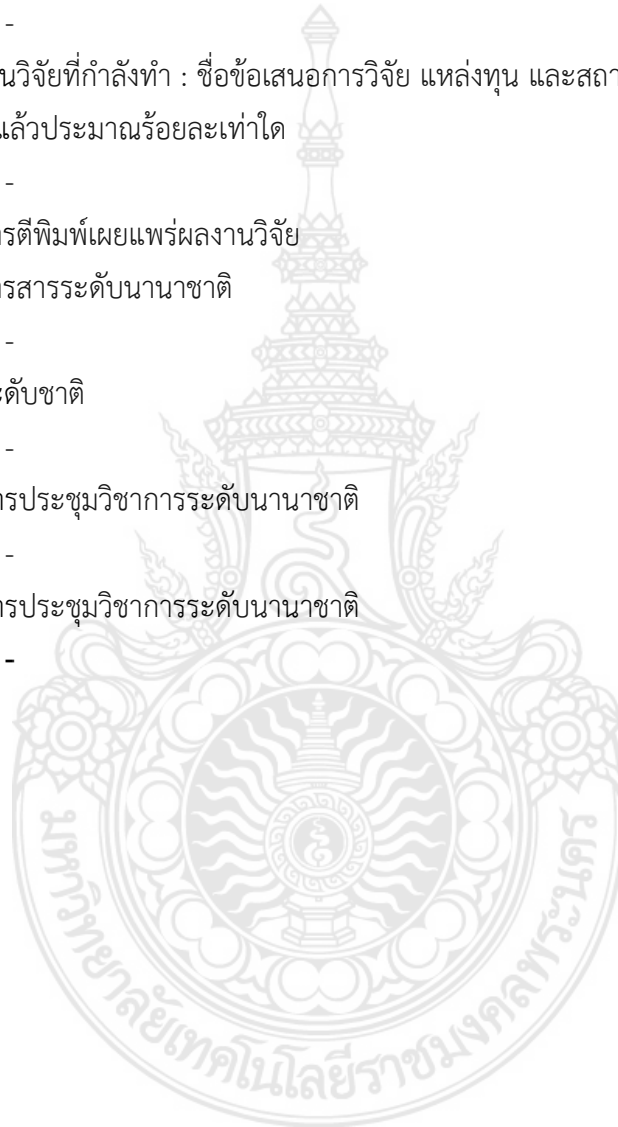 -
นวิจัยที่กำลังทำ : ชื่อข้อเสนอการวิจัย แหล่งทุน และสถา
แล้วประมาณร้อยละเท่าใด
-
ารตีพิมพ์เผยแพร่ผลงานวิจัย
ารสารระดับนานาชาติ
-
ะดับชาติ
-
ารประชุมวิชาการระดับนานาชาติ
-
ารประชุมวิชาการระดับนานาชาติ
-
มหาวิทยาลัยเทคโนโลยีราชมงคลพระนคร